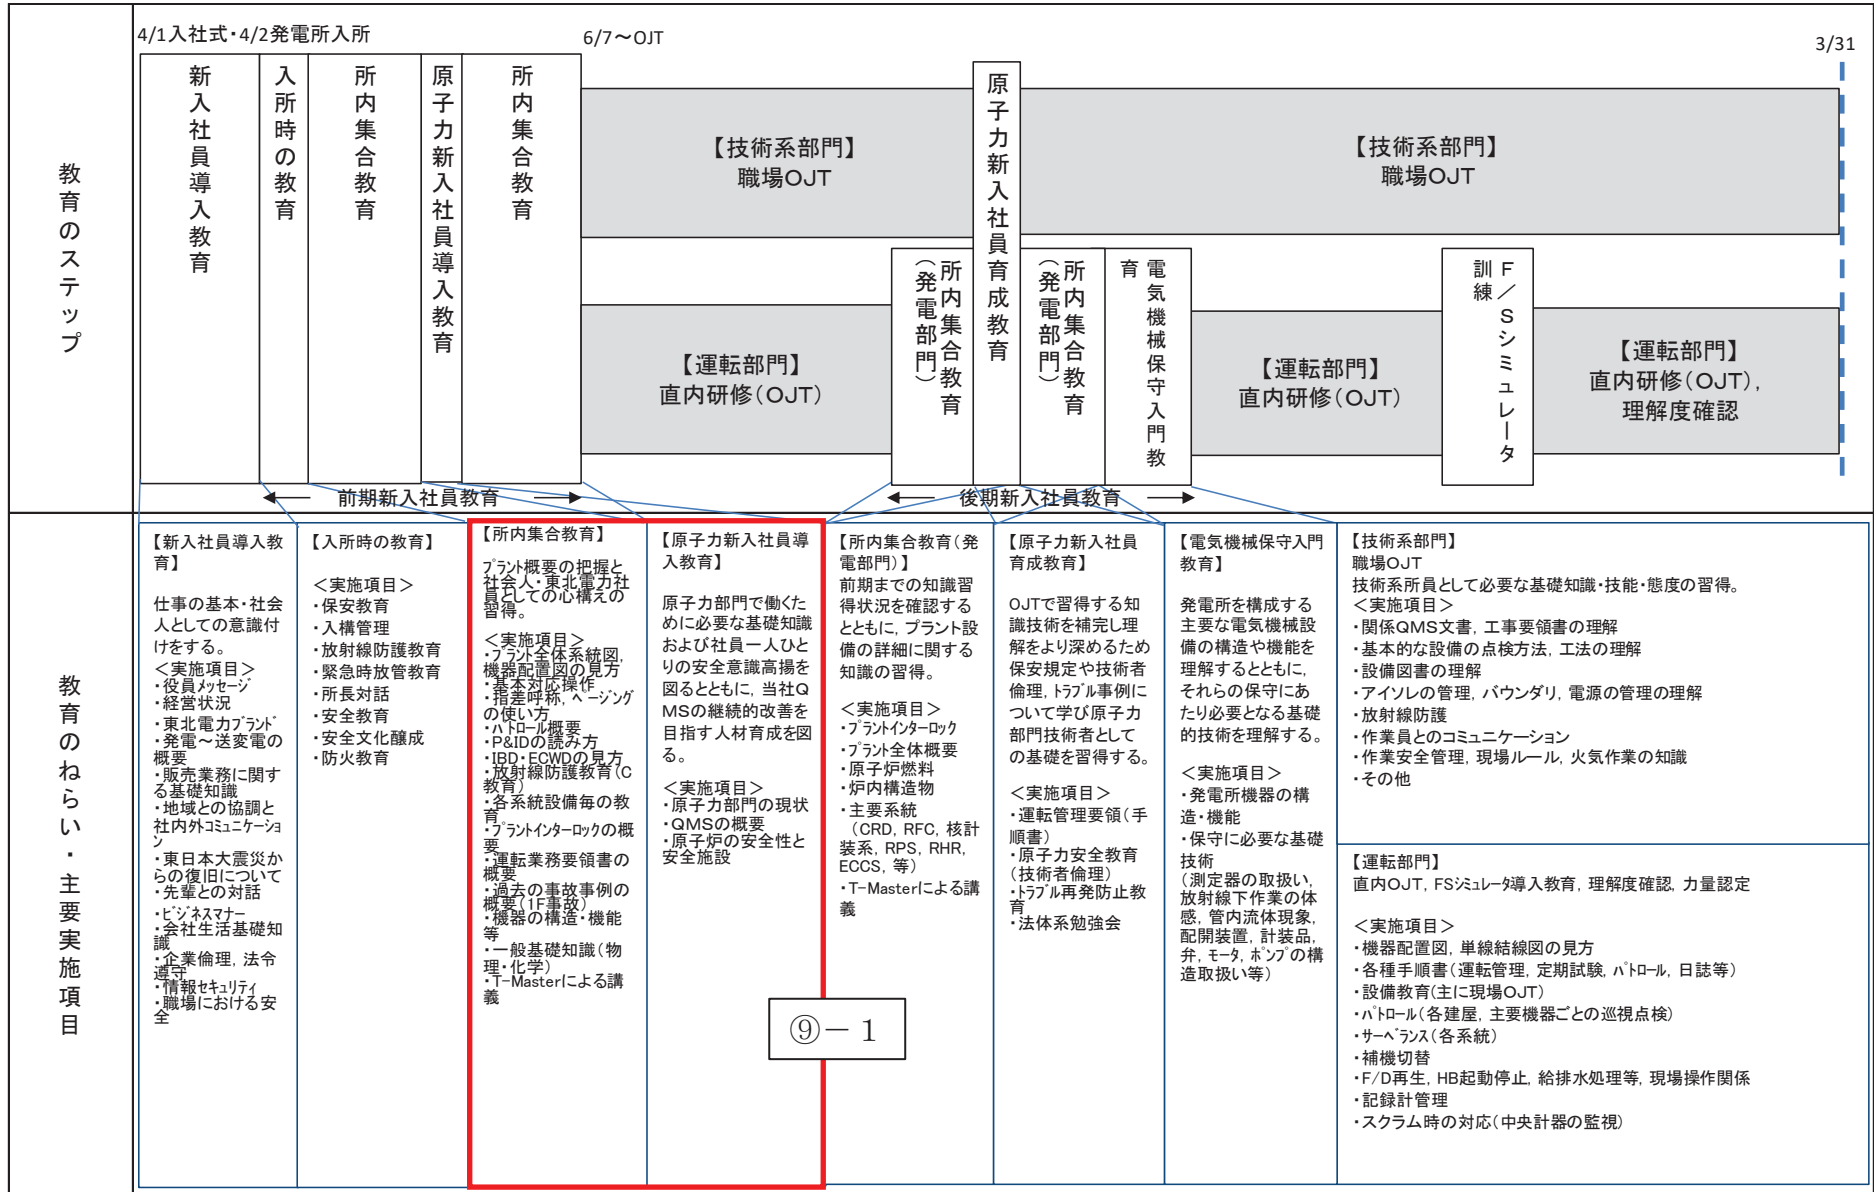 教育のステップ
4/1入社式・4/2発電所入所
6/7～OJT
3/31
新入社員導入教育
入所時の教育
所内集合教育
原子力新入社員導入教育
所内集合教育
【技術系部門】
職場OJT
原子力新入社員育成教育
【技術系部門】
職場OJT
【運転部門】
直内研修(OJT)
所内集合教育
(発電部門)
所内集合教育
(発電部門)
電気機械保守入門教
育
【運転部門】
直内研修(OJT)
F/Sシミュレータ
訓練
【運転部門】
直内研修(OJT),
理解度確認
前期新入社員教育
後期新入社員教育
教育のねらい・主要実施項目
【新入社員導入教
育】
仕事の基本・社会
人としての意識付
けをする。
＜実施項目＞
・役員メッセージ
・経営状況
・東北電力ブランド
・発電～送変電の
概要
・販売業務に関す
る基礎知識
・地域との協調と
社内外コミュニケーショ
ン
・東日本大震災か
らの復旧について
・先輩との対話
・ビジネスマナー
・会社生活基礎知
識
・企業倫理, 法令
遵守
・情報セキュリティ
・職場における安
全
【入所時の教育】
＜実施項目＞
・保安教育
・入構管理
・放射線防護教育
・緊急時放管教育
・所長対話
・安全教育
・安全文化醸成
・防火教育
【所内集合教育】
プラント概要の把握と
社会人・東北電力社
員としての心構えの
習得。
＜実施項目＞
・プラント全体系統図,
機器配置図の見方
・基本対応操作
・指差呼称, ページング
の使い方
・パトロール概要
・P&IDの読み方
・IBD・ECWDの見方
・放射線防護教育(C
教育)
・各系統設備毎の教
育
・プラントインターロックの概
要
・運転業務要領書の
概要
・過去の事故事例の
概要(1F事故)
・機器の構造・機能
等
・一般基礎知識(物
理・化学)
・T-Masterによる講
義
【原子力新入社員導
入教育】
原子力部門で働くた
めに必要な基礎知識
および社員一人ひと
りの安全意識高揚を
図るとともに, 当社Q
MSの継続的改善を
目指す人材育成を図
る。
＜実施項目＞
・原子力部門の現状
・QMSの概要
・原子炉の安全性と
安全施設
⑨－１
【所内集合教育(発
電部門)】
前期までの知識習
得状況を確認する
とともに, プラント設
備の詳細に関する
知識の習得。
＜実施項目＞
・プラントインターロック
・プラント全体概要
・原子炉燃料
・炉内構造物
・主要系統
(CRD, RFC, 核計
装系, RPS, RHR,
ECCS, 等)
・T-Masterによる講
義
【原子力新入社員
育成教育】
OJTで習得する知
識技術を補完し理
解をより深めるため
保安規定や技術者
倫理, トラブル事例に
ついて学び原子力
部門技術者として
の基礎を習得する。
＜実施項目＞
・運転管理要領(手
順書)
・原子力安全教育
(技術者倫理)
・トラブル再発防止教
育
・法体系勉強会
【電気機械保守入門
教育】
発電所を構成する
主要な電気機械設
備の構造や機能を
理解するとともに,
それらの保守にあ
たり必要となる基礎
的技術を理解する。
＜実施項目＞
・発電所機器の構
造・機能
・保守に必要な基礎
技術
(測定器の取扱い,
放射線下作業の体
感, 管内流体現象,
配開装置, 計装品,
弁, モータ, ポンプの構
造取扱い等)
【技術系部門】
職場OJT
技術系所員として必要な基礎知識・技能・態度の習得。
＜実施項目＞
・関係QMS文書, 工事要領書の理解
・基本的な設備の点検方法, 工法の理解
・設備図書の理解
・アイソレの管理, バウンダリ, 電源の管理の理解
・放射線防護
・作業員とのコミュニケーション
・作業安全管理, 現場ルール, 火気作業の知識
・その他
【運転部門】
直内OJT, FSシミュレータ導入教育, 理解度確認, 力量認定
＜実施項目＞
・機器配置図, 単線結線図の見方
・各種手順書(運転管理, 定期試験, パトロール, 日誌等)
・設備教育(主に現場OJT)
・パトロール(各建屋, 主要機器ごとの巡視点検)
・サーベランス(各系統)
・補機切替
・F/D再生, HB起動停止, 給排水処理等, 現場操作関係
・記録計管理
・スクラム時の対応(中央計器の監視)